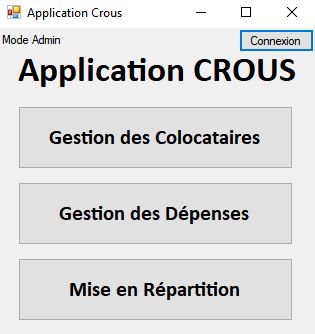 Application Crous
Mode Admin
Connexion
Application CROUS
Gestion des Colocataires
Gestion des Dépenses
Mise en Répartition